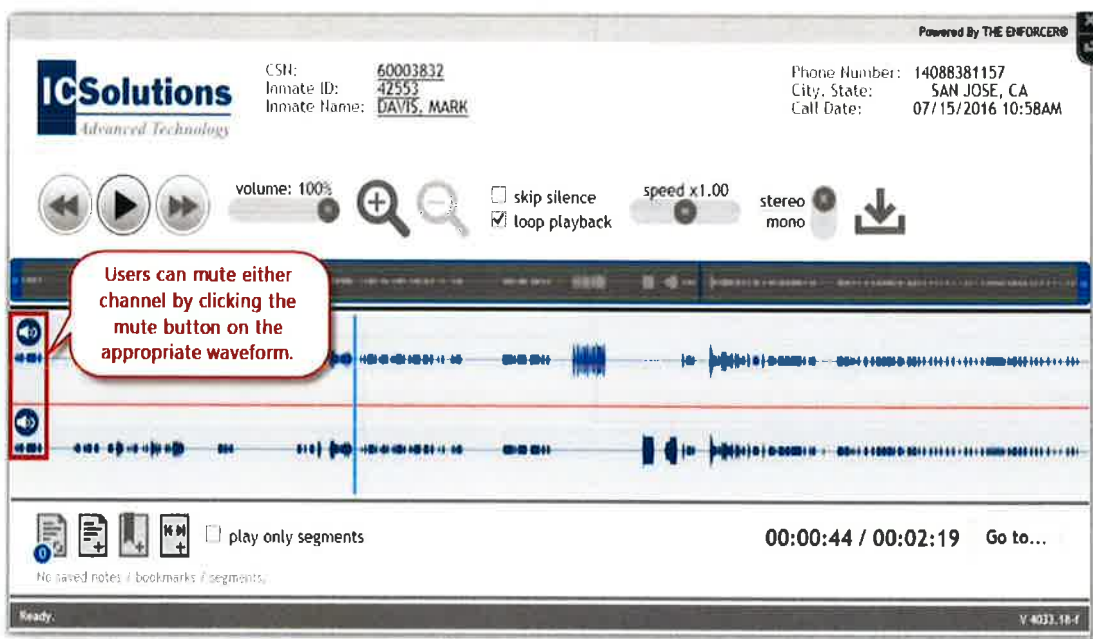 Powered By THE ENFORCER®
ICSolutions
Advanced Technology
CSN: 60003832
Inmate ID: 42553
Inmate Name: DAVIS, MARK
Phone Number: 14088381157
City, State: SAN JOSE, CA
Call Date: 07/15/2016 10:58AM
volume: 100%
skip silence
loop playback
speed x1.00
stereo
mono
Users can mute either
channel by clicking the
mute button on the
appropriate waveform.
0
play only segments
00:00:44 / 00:02:19 Go to...
No saved notes / bookmarks / segments.
Ready.
V 4033.18-f